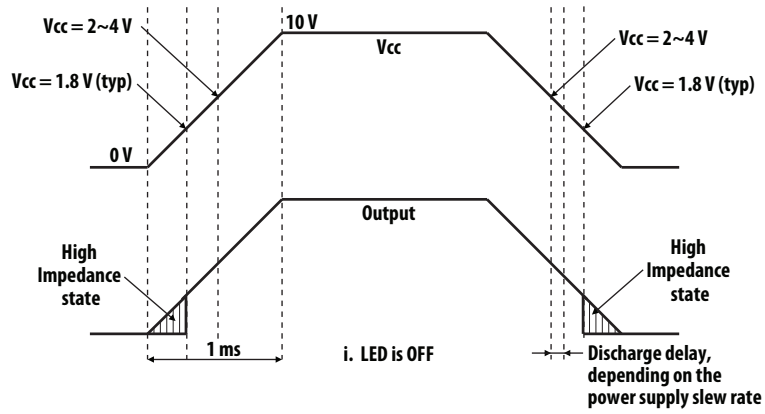 Vcc = 2~4 V
10 V
Vcc
Vcc = 2~4 V
Vcc = 1.8 V (typ)
Vcc = 1.8 V (typ)
0 V
Output
High
Impedance
state
High
Impedance
state
1 ms
i. LED is OFF
Discharge delay,
depending on the
power supply slew rate